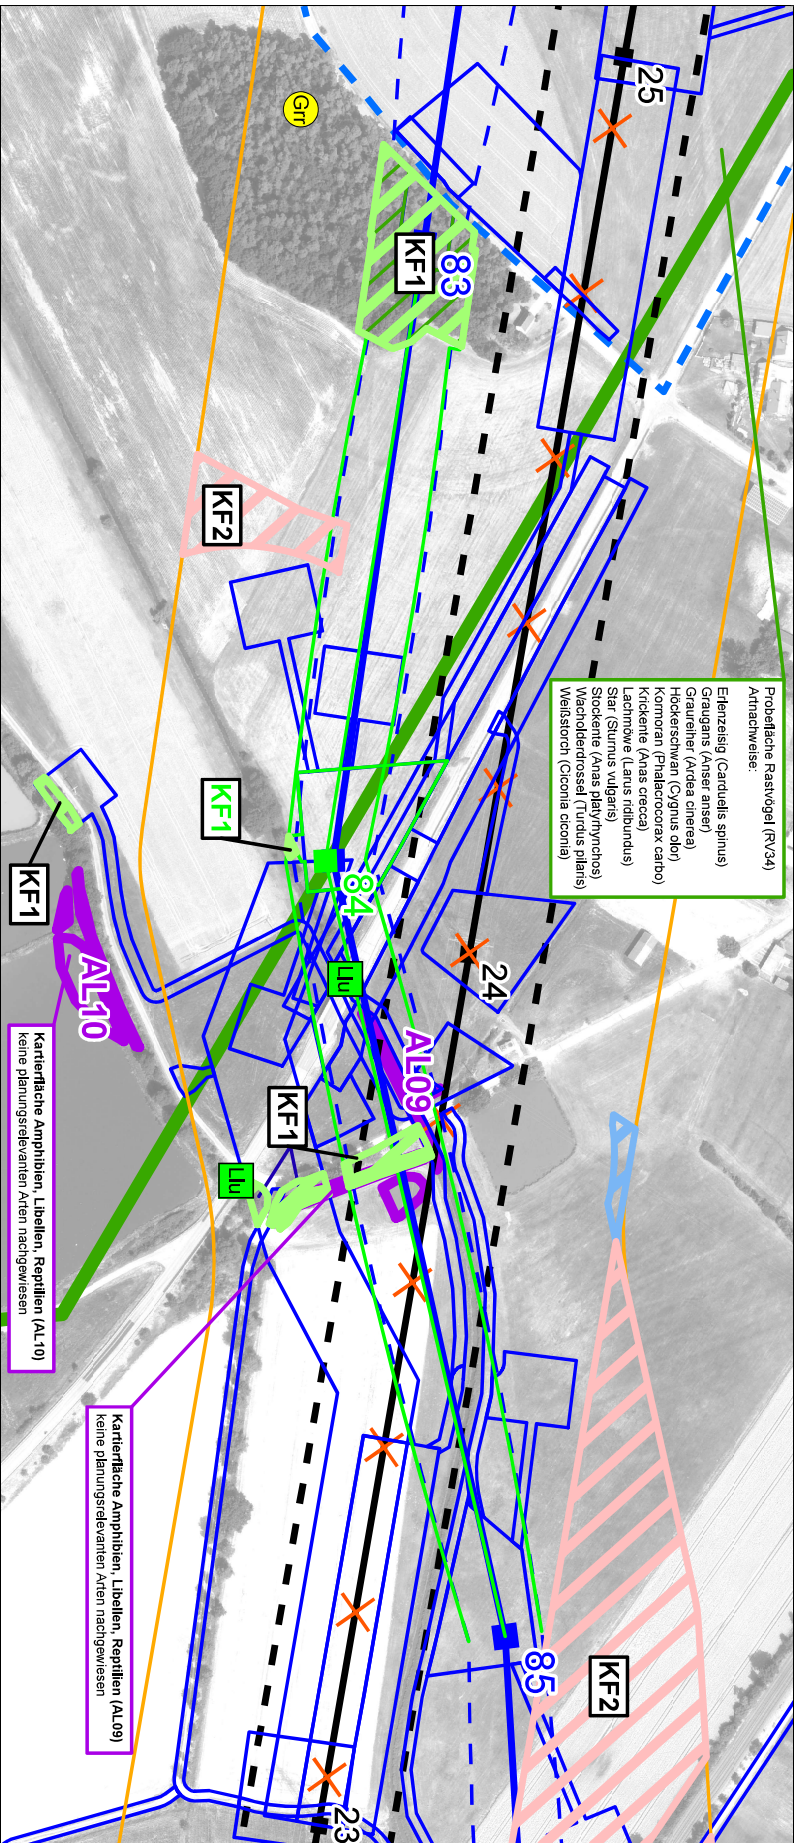 25
Grr
83
KF1
KF2
Probefläche Rastvögel (RV34)
Artnachweise:
Erlenzeisig (Carduelis spinus)
Graugans (Anser anser)
Graureiher (Ardea cinerea)
Höckerschwan (Cygnus olor)
Kormoran (Phalacrocorax carbo)
Krickente (Anas crecca)
Lachmöwe (Larus ridibundus)
Star (Sturnus vulgaris)
Stockente (Anas platyrhynchos)
Wacholderdrossel (Turdus pilaris)
Weißstorch (Ciconia ciconia)
KF1
84
KF1
24
Llu
AL10
AL09
KF1
Llu
Kartierfläche Amphibien, Libellen, Reptilien (AL10)
keine planungsrelevanten Arten nachgewiesen
Kartierfläche Amphibien, Libellen, Reptilien (AL09)
keine planungsrelevanten Arten nachgewiesen
85
KF2
23